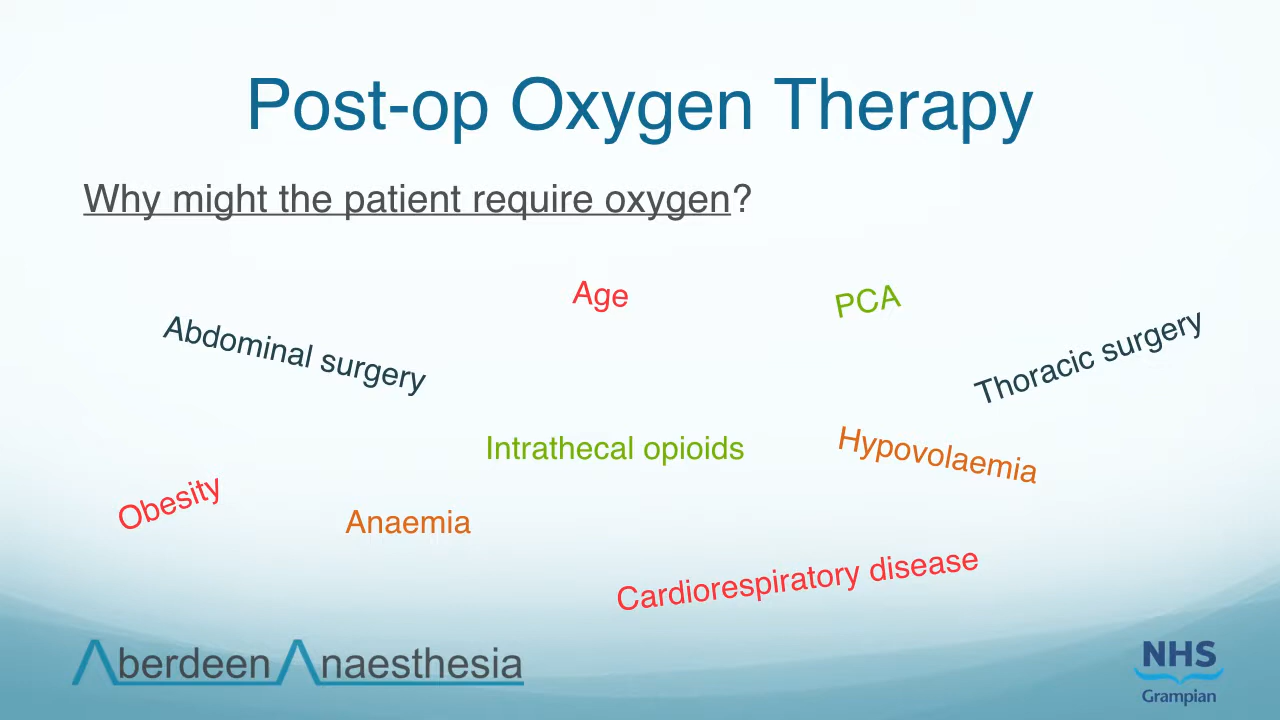 Post-op Oxygen Therapy
Why might the patient require oxygen?
Age
PCA
Abdominal surgery
Thoracic surgery
Intrathecal opioids
Hypovolaemia
Obesity
Anaemia
Cardiorespiratory disease
Aberdeen Anaesthesia
NHS
Grampian